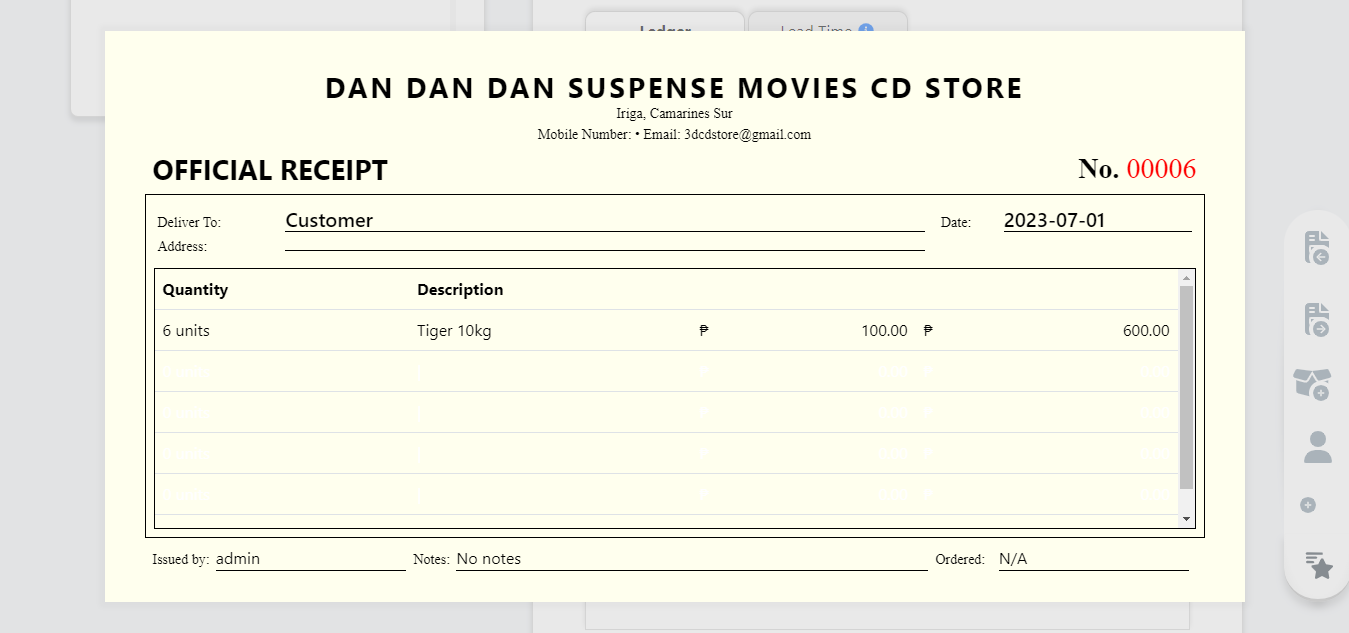 Ledger
Lead Time
DAN DAN DAN SUSPENSE MOVIES CD STORE
Iriga, Camarines Sur
Mobile Number: • Email: 3dcdstore@gmail.com
OFFICIAL RECEIPT
No. 00006
Deliver To: Customer Date: 2023-07-01
Address:
Quantity Description
6 units Tiger 10kg ₱ 100.00 ₱ 600.00
Issued by: admin Notes: No notes Ordered: N/A